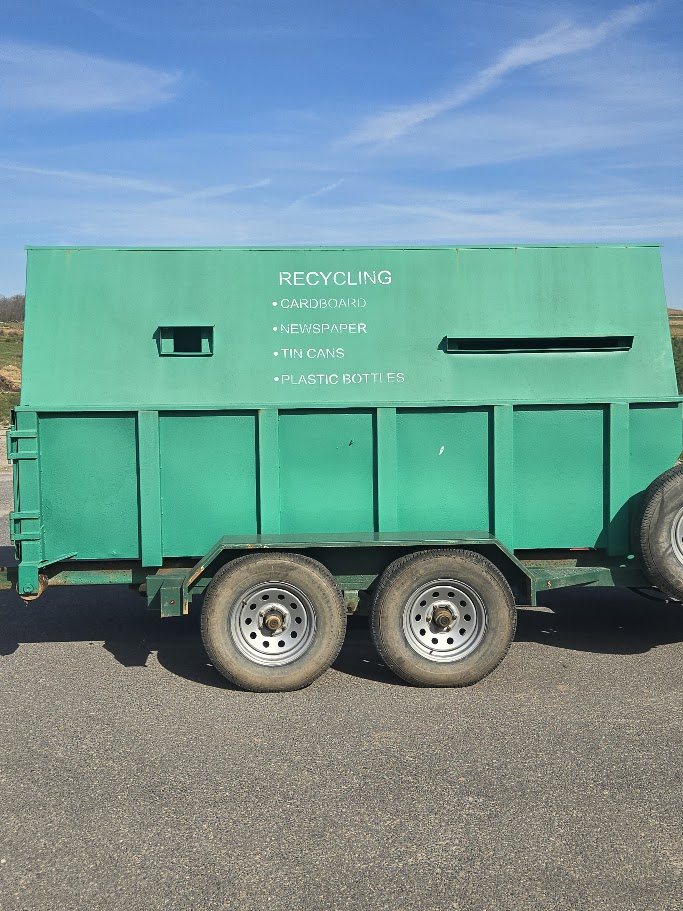 RECYCLING
• CARDBOARD
• NEWSPAPER
• TIN CANS
• PLASTIC BOTTLES